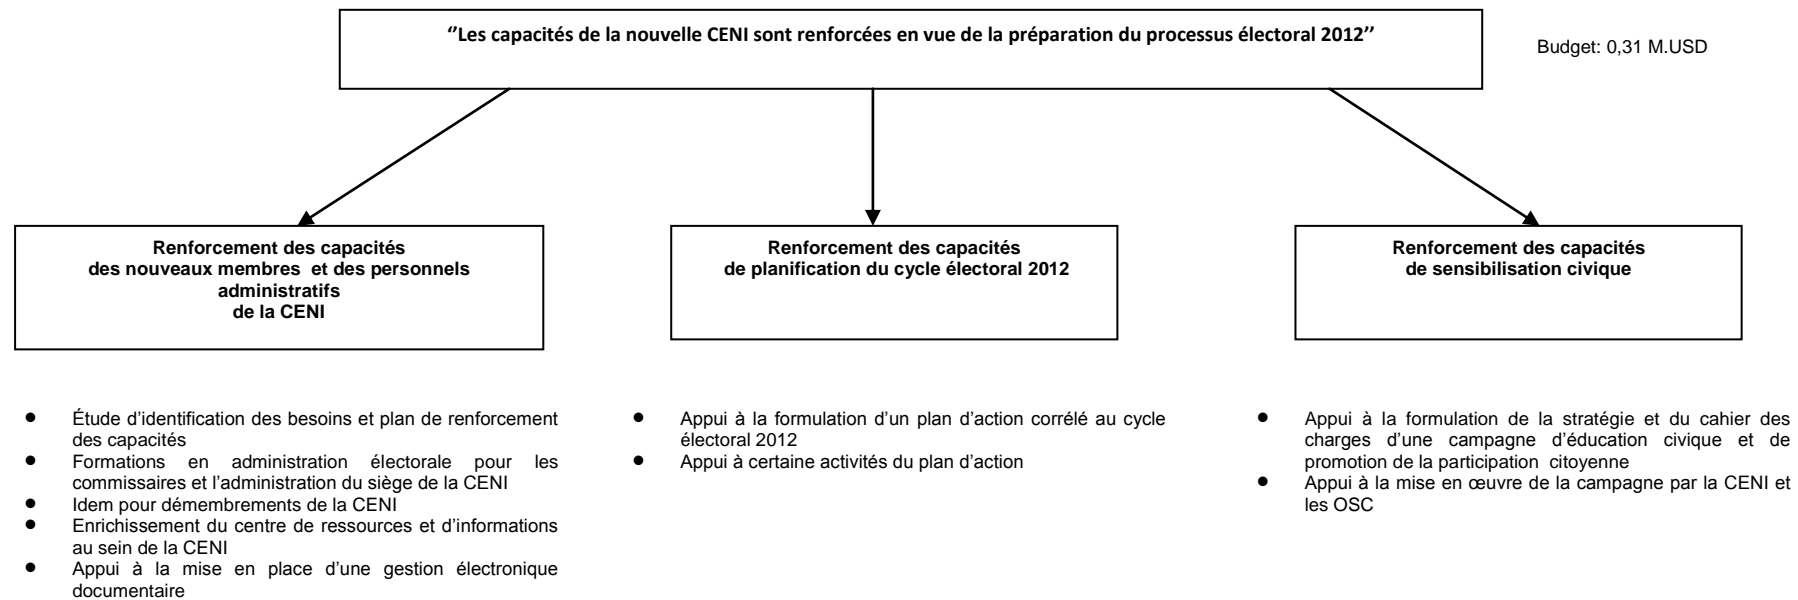 ‘’Les capacités de la nouvelle CENI sont renforcées en vue de la préparation du processus électoral 2012’’
Budget: 0,31 M.USD
Renforcement des capacités
des nouveaux membres et des personnels
administratifs
de la CENI
Renforcement des capacités
de planification du cycle électoral 2012
Renforcement des capacités
de sensibilisation civique
● Étude d’identification des besoins et plan de renforcement
des capacités
● Formations en administration électorale pour les
commissaires et l’administration du siège de la CENI
● Idem pour démembrements de la CENI
● Enrichissement du centre de ressources et d’informations
au sein de la CENI
● Appui à la mise en place d’une gestion électronique
documentaire
● Appui à la formulation d’un plan d’action corrélé au cycle
électoral 2012
● Appui à certaine activités du plan d’action
● Appui à la formulation de la stratégie et du cahier des
charges d’une campagne d’éducation civique et de
promotion de la participation citoyenne
● Appui à la mise en œuvre de la campagne par la CENI et
les OSC